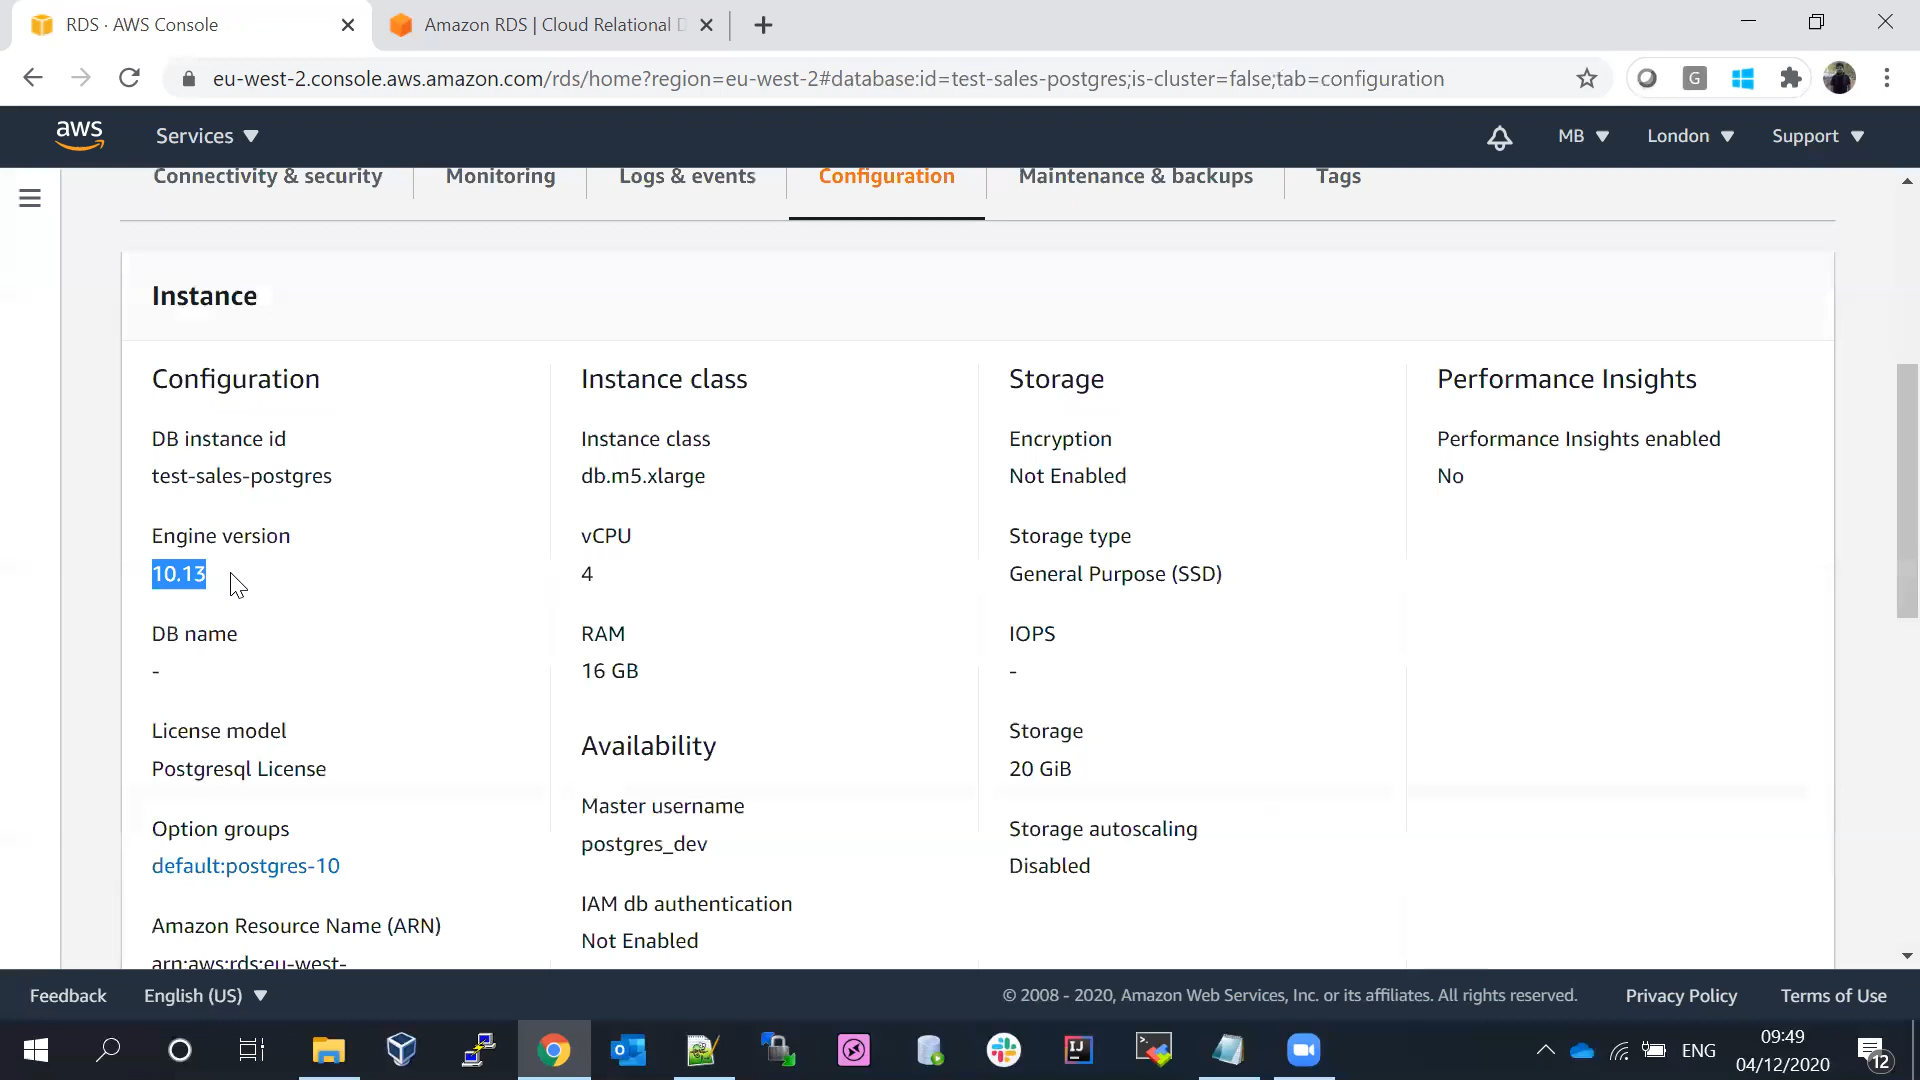 RDS · AWS Console
Amazon RDS | Cloud Relational D
eu-west-2.console.aws.amazon.com/rds/home?region=eu-west-2#database:id=test-sales-postgres;is-cluster=false;tab=configuration
G
aws
Services
MB
London
Support
Connectivity & security
Monitoring
Logs & events
Configuration
Maintenance & backups
Tags
Instance
Configuration
DB instance id
test-sales-postgres
Engine version
10.13
DB name
-
License model
Postgresql License
Option groups
default:postgres-10
Amazon Resource Name (ARN)
arn:aws:rds:eu-west-
Instance class
Instance class
db.m5.xlarge
vCPU
4
RAM
16 GB
Availability
Master username
postgres_dev
IAM db authentication
Not Enabled
Storage
Encryption
Not Enabled
Storage type
General Purpose (SSD)
IOPS
-
Storage
20 GiB
Storage autoscaling
Disabled
Performance Insights
Performance Insights enabled
No
Feedback
English (US)
© 2008 - 2020, Amazon Web Services, Inc. or its affiliates. All rights reserved.
Privacy Policy
Terms of Use
IJ
ENG
09:49
04/12/2020
12